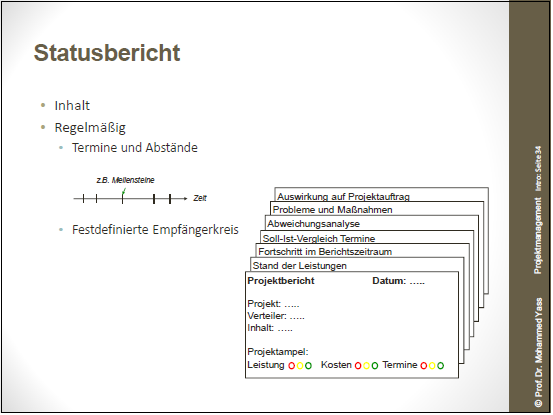 Statusbericht
Inhalt
Regelmäßig
Termine und Abstände
z.B. Meilensteine
Zeit
Festdefinierte Empfängerkreis
Auswirkung auf Projektauftrag
Probleme und Maßnahmen
Abweichungsanalyse
Soll-Ist-Vergleich Termine
Fortschritt im Berichtszeitraum
Stand der Leistungen
Projektbericht Datum: …..
Projekt: …..
Verteiler: …..
Inhalt: …..
Projektampel:
Leistung Kosten Termine
© Prof. Dr. Mohammed Yass Projektmanagement Intro: Seite 34